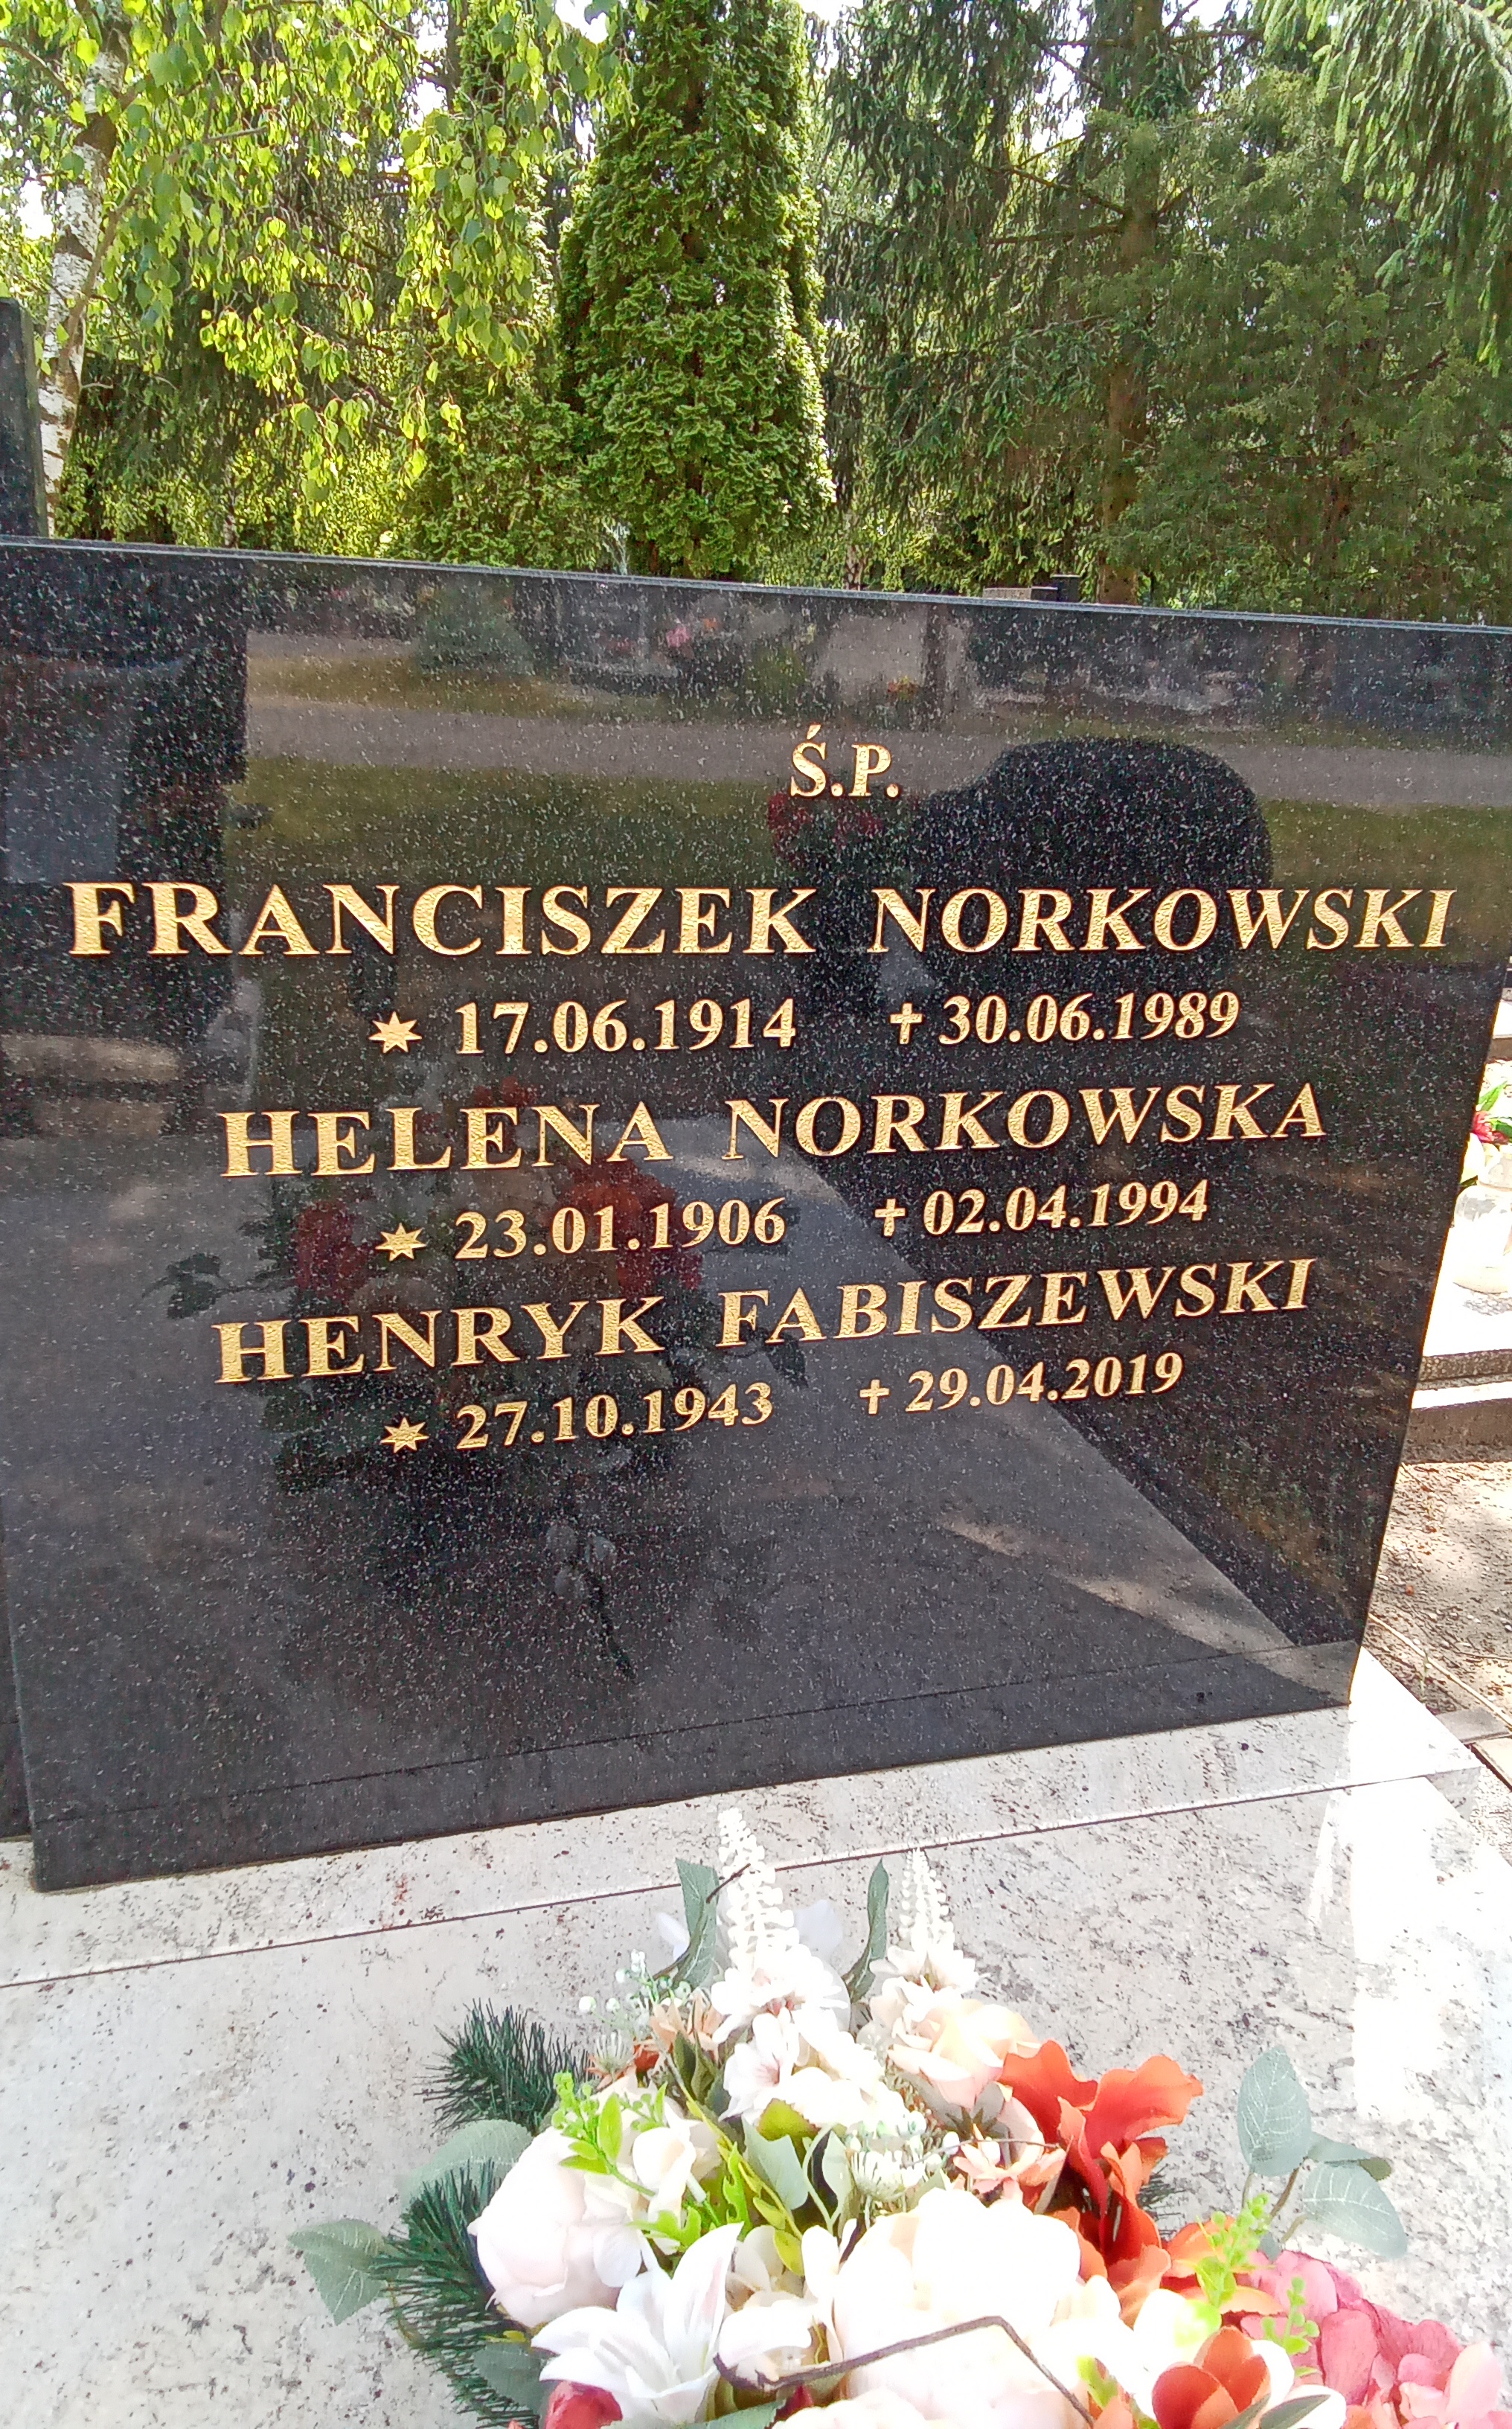 Ś.P.
FRANCISZEK NORKOWSKI
✶ 17.06.1914 ✝ 30.06.1989
HELENA NORKOWSKA
✶ 23.01.1906 ✝ 02.04.1994
HENRYK FABISZEWSKI
✶ 27.10.1943 ✝ 29.04.2019